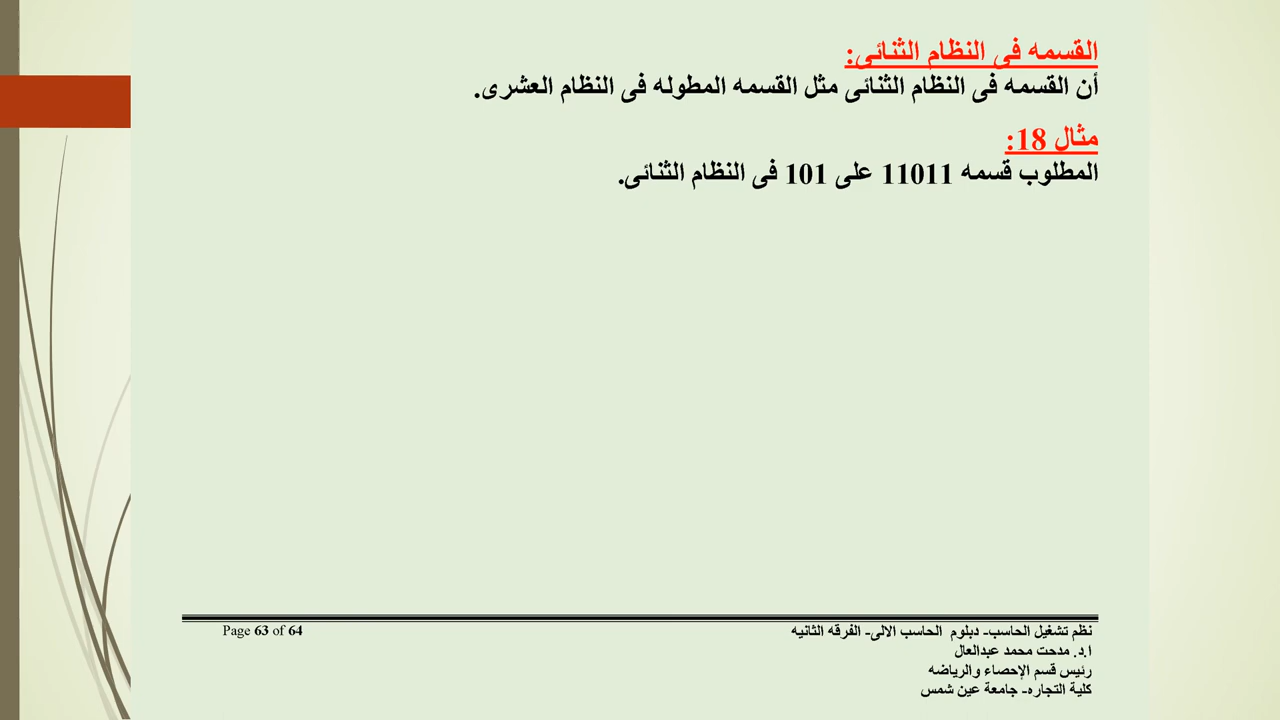 القسمه فى النظام الثنائى:
أن القسمه فى النظام الثنائى مثل القسمه المطوله فى النظام العشرى.
مثال 18:
المطلوب قسمه 11011 على 101 فى النظام الثنائى.
نظم تشغيل الحاسب- دبلوم الحاسب الالى- الفرقه الثانيه
Page 63 of 64
ا.د. مدحت محمد عبدالعال
رئيس قسم الإحصاء والرياضه
كلية التجاره- جامعة عين شمس